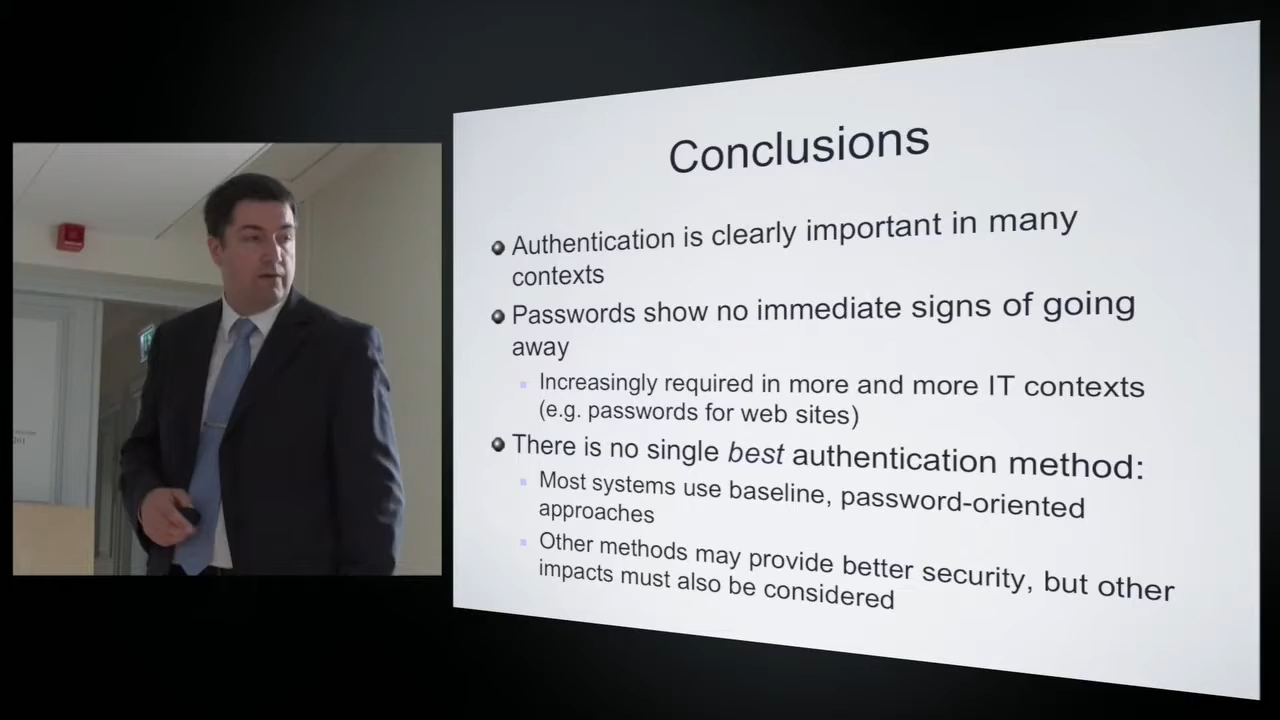 Conclusions
Authentication is clearly important in many
contexts
Passwords show no immediate signs of going
away
Increasingly required in more and more IT contexts
(e.g. passwords for web sites)
There is no single best authentication method:
Most systems use baseline, password-oriented
approaches
Other methods may provide better security, but other
impacts must also be considered